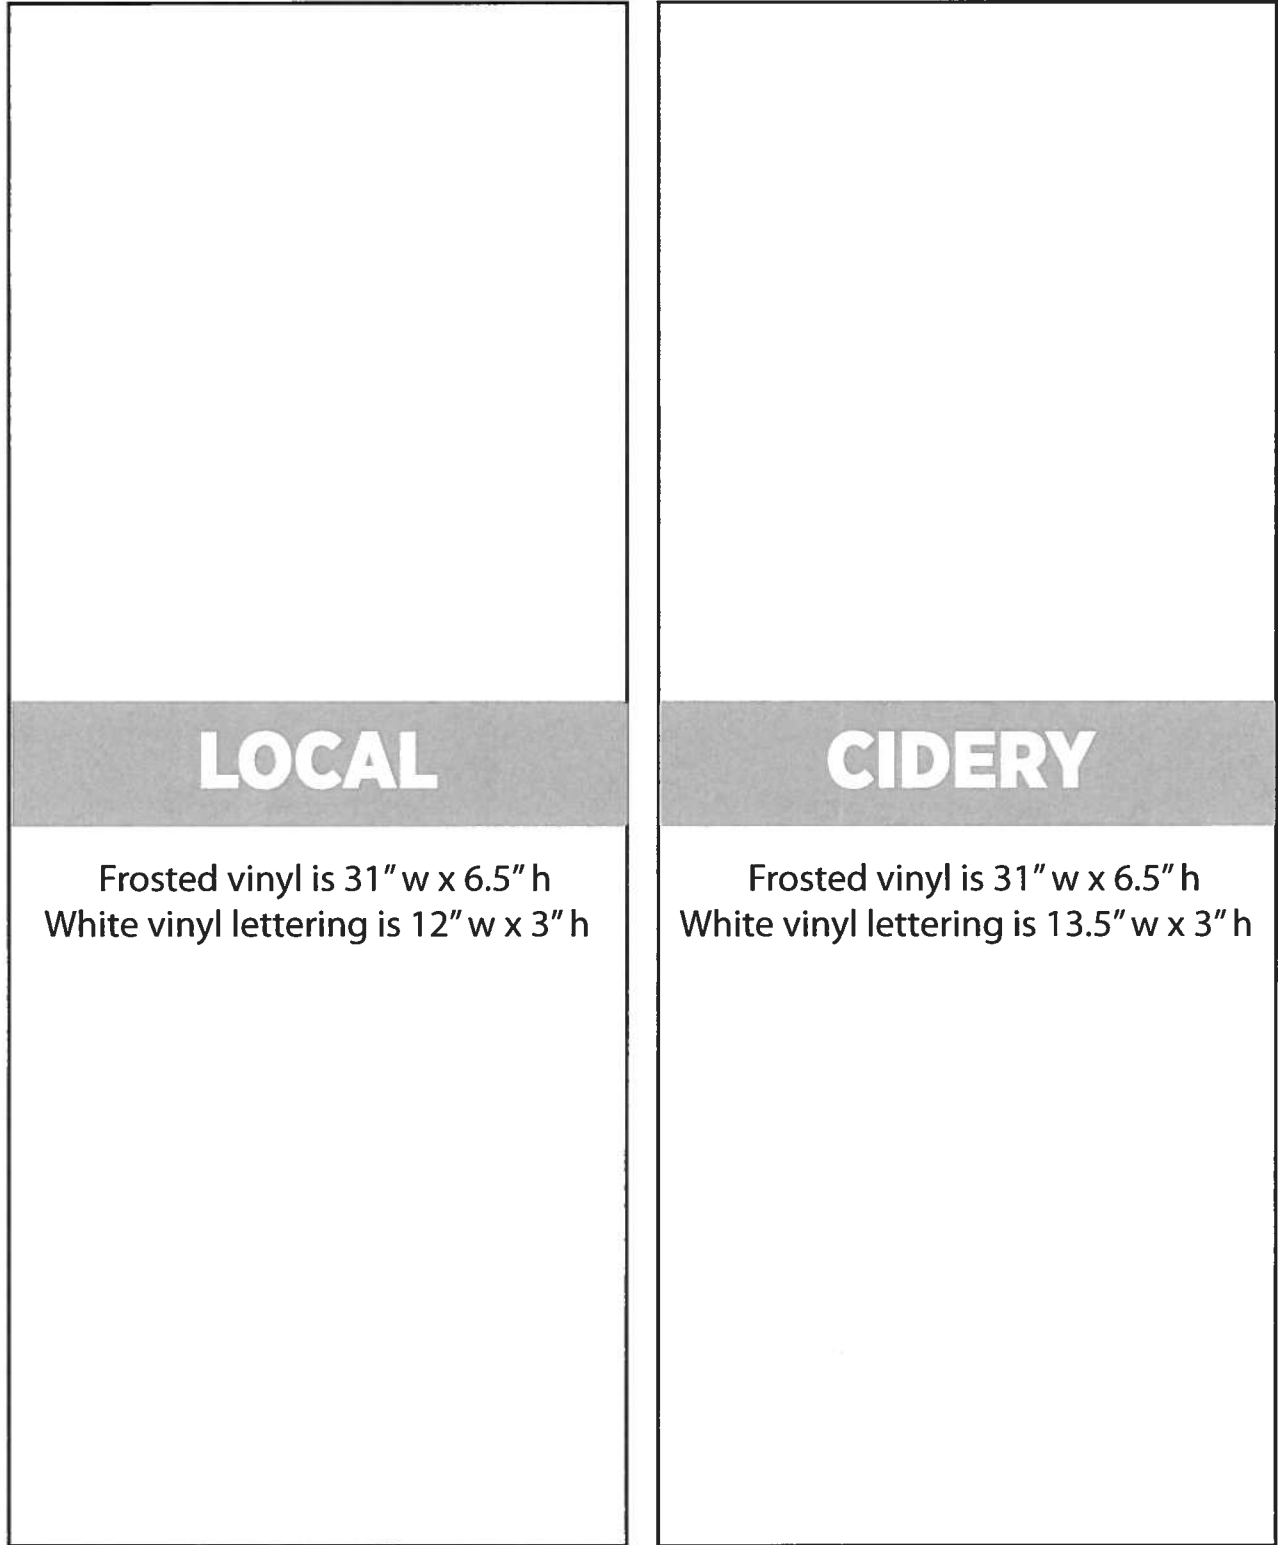 LOCAL
Frosted vinyl is 31" w x 6.5" h
White vinyl lettering is 12" w x 3" h
CIDERY
Frosted vinyl is 31" w x 6.5" h
White vinyl lettering is 13.5" w x 3" h